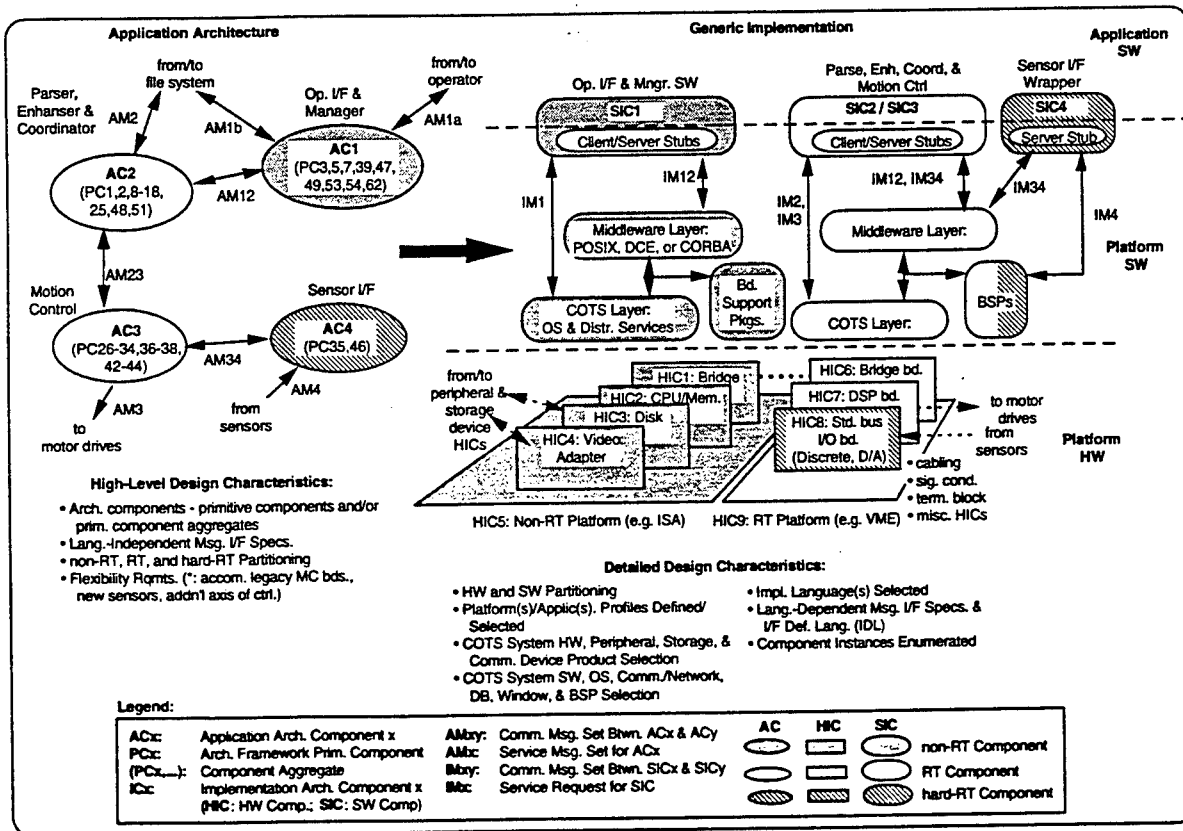 Application Architecture
Generic Implementation
Application
SW
from/to
file system
from/to
operator
Parser,
Enhanser &
Coordinator
Op. I/F &
Manager
AM2
AM1b
AM1a
AC1
(PC3,5,7,39,47,
49,53,54,62)
AC2
(PC1,2,8-18,
25,48,51)
AM12
AM23
Motion
Control
Sensor I/F
AC3
(PC26-34,36-38,
42-44)
AC4
(PC35,46)
AM34
AM4
AM3
to
motor drives
from
sensors
Op. I/F & Mngr. SW
Parse, Enh, Coord, &
Motion Ctrl
Sensor I/F
Wrapper
SIC1
SIC2 / SIC3
SIC4
Client/Server Stubs
Client/Server Stubs
Server Stub
IM1
IM12
IM2,
IM3
IM12, IM34
IM34
IM4
Middleware Layer:
POSIX, DCE, or CORBA
Middleware Layer:
Platform
SW
COTS Layer:
OS & Distr. Services
Bd.
Support
Pkgs.
COTS Layer:
BSPs
from/to
peripheral &
storage
device
HICs
HIC1: Bridge
HIC2: CPU/Mem.
HIC3: Disk
HIC4: Video
Adapter
HIC6: Bridge bd.
HIC7: DSP bd.
HIC8: Std. bus
I/O bd.
(Discrete, D/A)
to motor
drives
from
sensors
Platform
HW
• cabling
• sig. cond.
• term. block
• misc. HICs
HIC5: Non-RT Platform (e.g. ISA)
HIC9: RT Platform (e.g. VME)
High-Level Design Characteristics:
• Arch. components - primitive components and/or
prim. component aggregates
• Lang.-Independent Msg. I/F Specs.
• non-RT, RT, and hard-RT Partitioning
• Flexibility Rqmts. (*: accom. legacy MC bds.,
new sensors, addn'l axis of ctrl.)
Detailed Design Characteristics:
• HW and SW Partitioning
• Platform(s)/Applic(s). Profiles Defined/
Selected
• COTS System HW, Peripheral, Storage, &
Comm. Device Product Selection
• COTS System SW, OS, Comm./Network,
DB, Window, & BSP Selection
• Impl. Language(s) Selected
• Lang.-Dependent Msg. I/F Specs. &
I/F Def. Lang. (IDL)
• Component Instances Enumerated
Legend:
ACx: Application Arch. Component x
PCx: Arch. Framework Prim. Component
(PCx,...): Component Aggregate
ICx: Implementation Arch. Component x
(HIC: HW Comp.; SIC: SW Comp)
AMxy: Comm. Msg. Set Btwn. ACx & ACy
AMx: Service Msg. Set for ACx
IMxy: Comm. Msg. Set Btwn. SICx & SICy
IMx: Service Request for SIC
AC HIC SIC
non-RT Component
RT Component
hard-RT Component